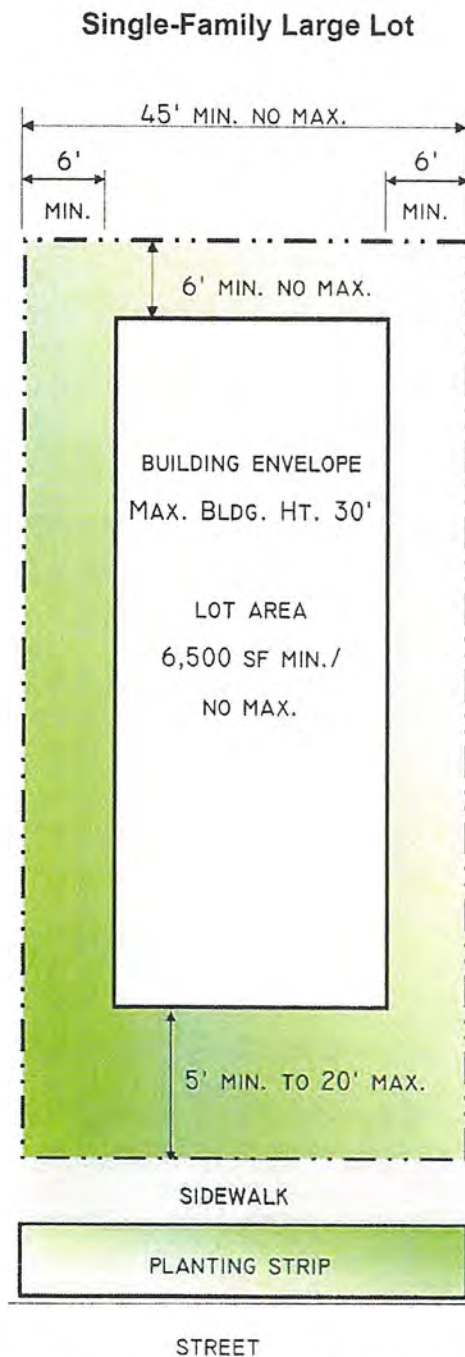 Single-Family Large Lot
45' MIN. NO MAX.
6'
MIN.
6'
MIN.
6' MIN. NO MAX.
BUILDING ENVELOPE
MAX. BLDG. HT. 30'
LOT AREA
6,500 SF MIN./
NO MAX.
5' MIN. TO 20' MAX.
SIDEWALK
PLANTING STRIP
STREET